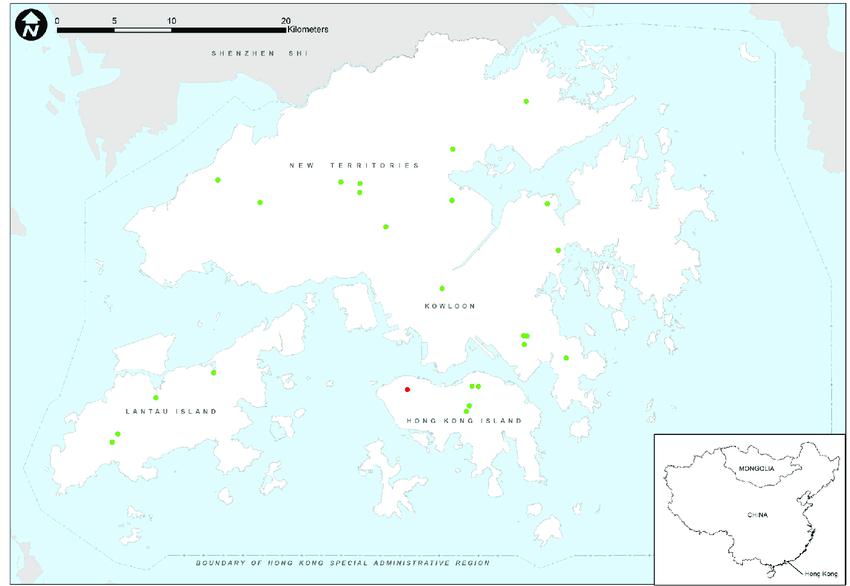 N
0 5 10 20
Kilometers
SHENZHEN SHI
NEW TERRITORIES
KOWLOON
LANTAU ISLAND
HONG KONG ISLAND
BOUNDARY OF HONG KONG SPECIAL ADMINISTRATIVE REGION
MONGOLIA
CHINA
Hong Kong